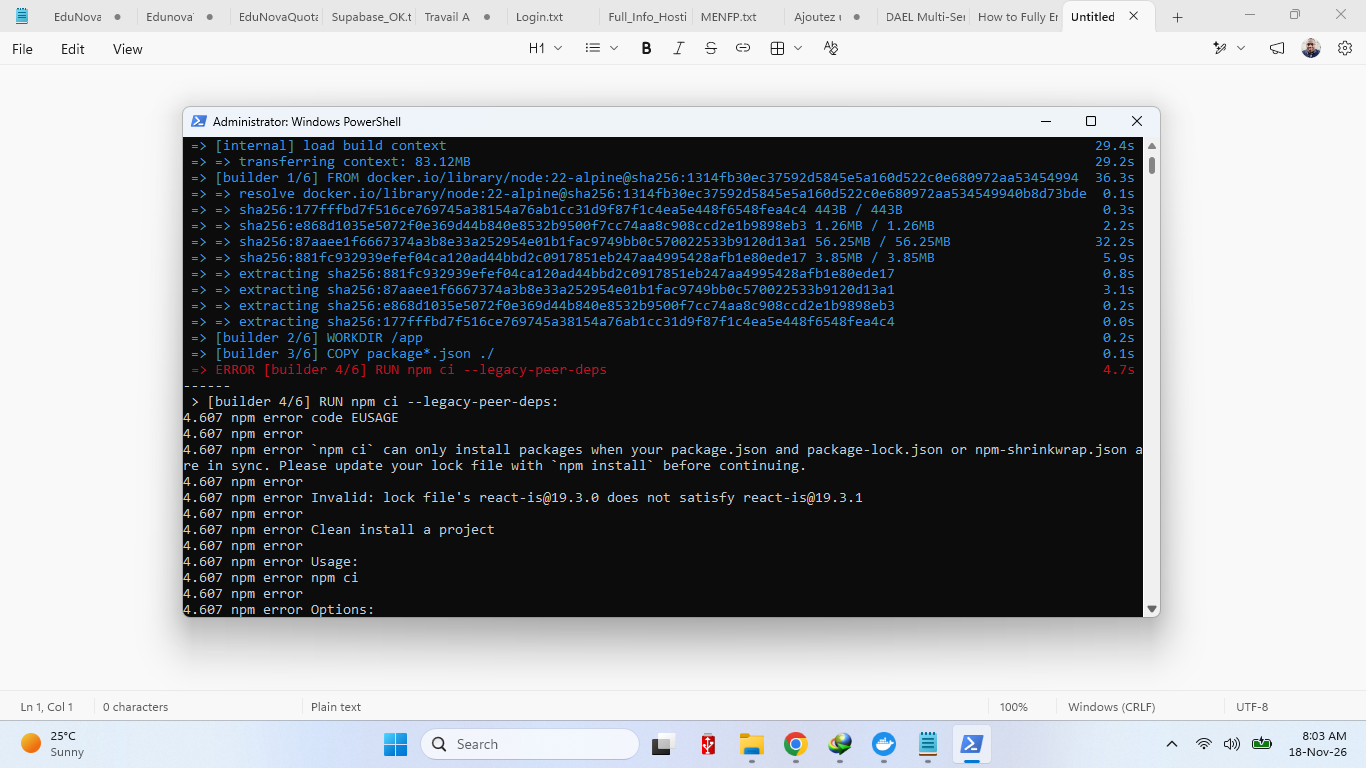 EduNova
Edunova
EduNovaQuota
Supabase_OK.t
Travail A
Login.txt
Full_Info_Hosti
MENFP.txt
Ajoutez u
DAEL Multi-Ser
How to Fully Er
Untitled
File
Edit
View
H1
Administrator: Windows PowerShell
=> [internal] load build context 29.4s
=> => transferring context: 83.12MB 29.2s
=> [builder 1/6] FROM docker.io/library/node:22-alpine@sha256:1314fb30ec37592d5845e5a160d522c0e680972aa53454994 36.3s
=> => resolve docker.io/library/node:22-alpine@sha256:1314fb30ec37592d5845e5a160d522c0e680972aa534549940b8d73bde 0.1s
=> => sha256:177fffbd7f516ce769745a38154a76ab1cc31d9f87f1c4ea5e448f6548fea4c4 443B / 443B 0.3s
=> => sha256:e868d1035e5072f0e369d44b840e8532b9500f7cc74aa8c908ccd2e1b9898eb3 1.26MB / 1.26MB 2.2s
=> => sha256:87aaee1f6667374a3b8e33a252954e01b1fac9749bb0c570022533b9120d13a1 56.25MB / 56.25MB 32.2s
=> => sha256:881fc932939efef04ca120ad44bbd2c0917851eb247aa4995428afb1e80ede17 3.85MB / 3.85MB 5.9s
=> => extracting sha256:881fc932939efef04ca120ad44bbd2c0917851eb247aa4995428afb1e80ede17 0.8s
=> => extracting sha256:87aaee1f6667374a3b8e33a252954e01b1fac9749bb0c570022533b9120d13a1 3.1s
=> => extracting sha256:e868d1035e5072f0e369d44b840e8532b9500f7cc74aa8c908ccd2e1b9898eb3 0.2s
=> => extracting sha256:177fffbd7f516ce769745a38154a76ab1cc31d9f87f1c4ea5e448f6548fea4c4 0.0s
=> [builder 2/6] WORKDIR /app 0.2s
=> [builder 3/6] COPY package*.json ./ 0.1s
=> ERROR [builder 4/6] RUN npm ci --legacy-peer-deps 4.7s
------
> [builder 4/6] RUN npm ci --legacy-peer-deps:
4.607 npm error code EUSAGE
4.607 npm error
4.607 npm error `npm ci` can only install packages when your package.json and package-lock.json or npm-shrinkwrap.json a
re in sync. Please update your lock file with `npm install` before continuing.
4.607 npm error
4.607 npm error Invalid: lock file's react-is@19.3.0 does not satisfy react-is@19.3.1
4.607 npm error
4.607 npm error Clean install a project
4.607 npm error
4.607 npm error Usage:
4.607 npm error npm ci
4.607 npm error
4.607 npm error Options:
Ln 1, Col 1
0 characters
Plain text
100%
Windows (CRLF)
UTF-8
25°C
Sunny
Search
8:03 AM
18-Nov-26